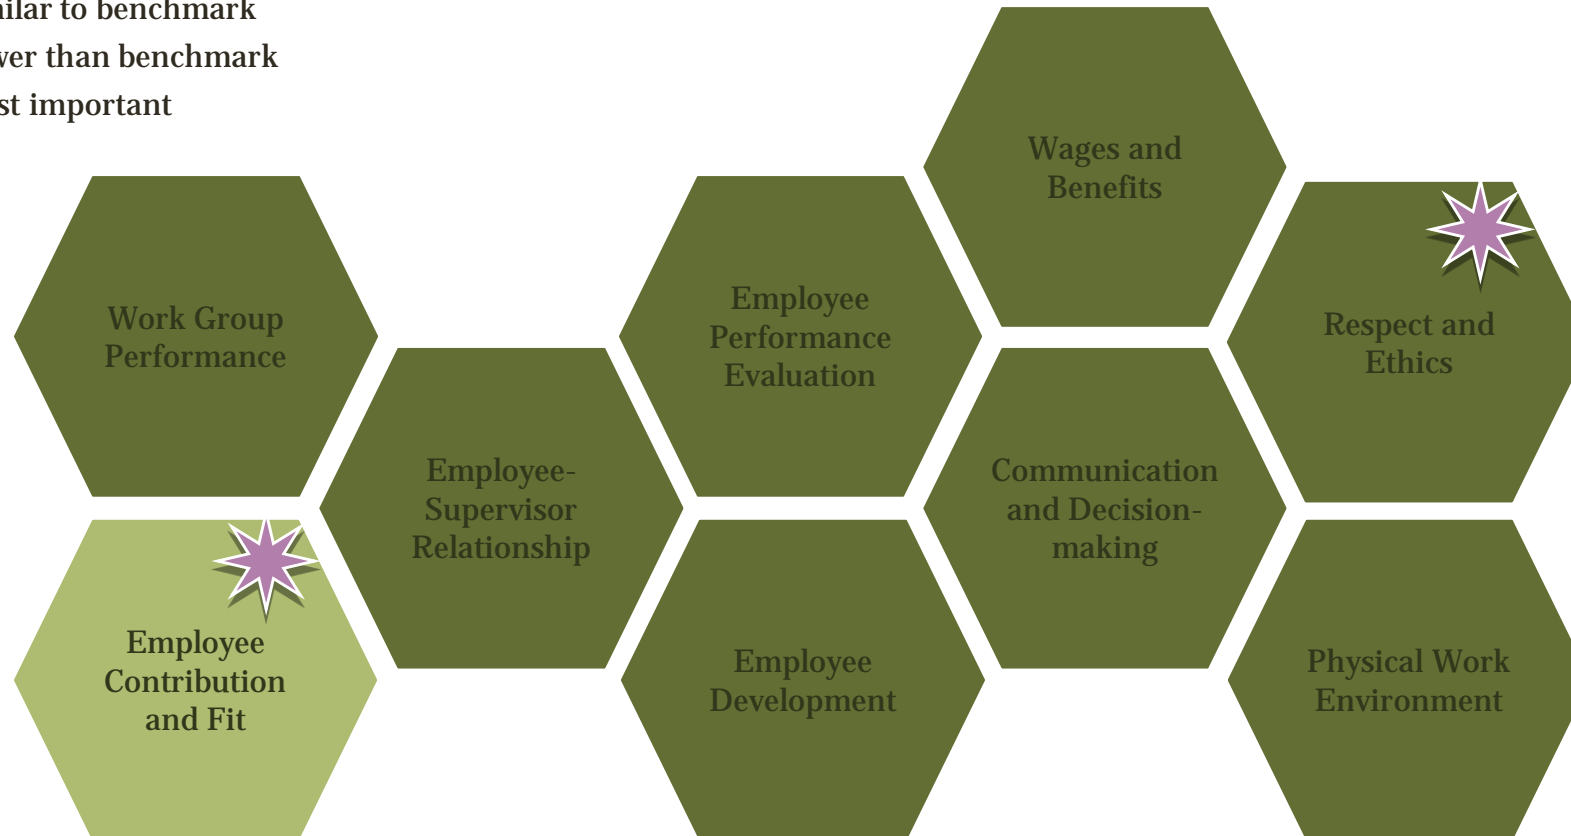 ilar to benchmark
ver than benchmark
st important
Wages and
Benefits
Work Group
Performance
Employee
Performance
Evaluation
Respect and
Ethics
Employee-
Supervisor
Relationship
Communication
and Decision-
making
Employee
Contribution
and Fit
Employee
Development
Physical Work
Environment